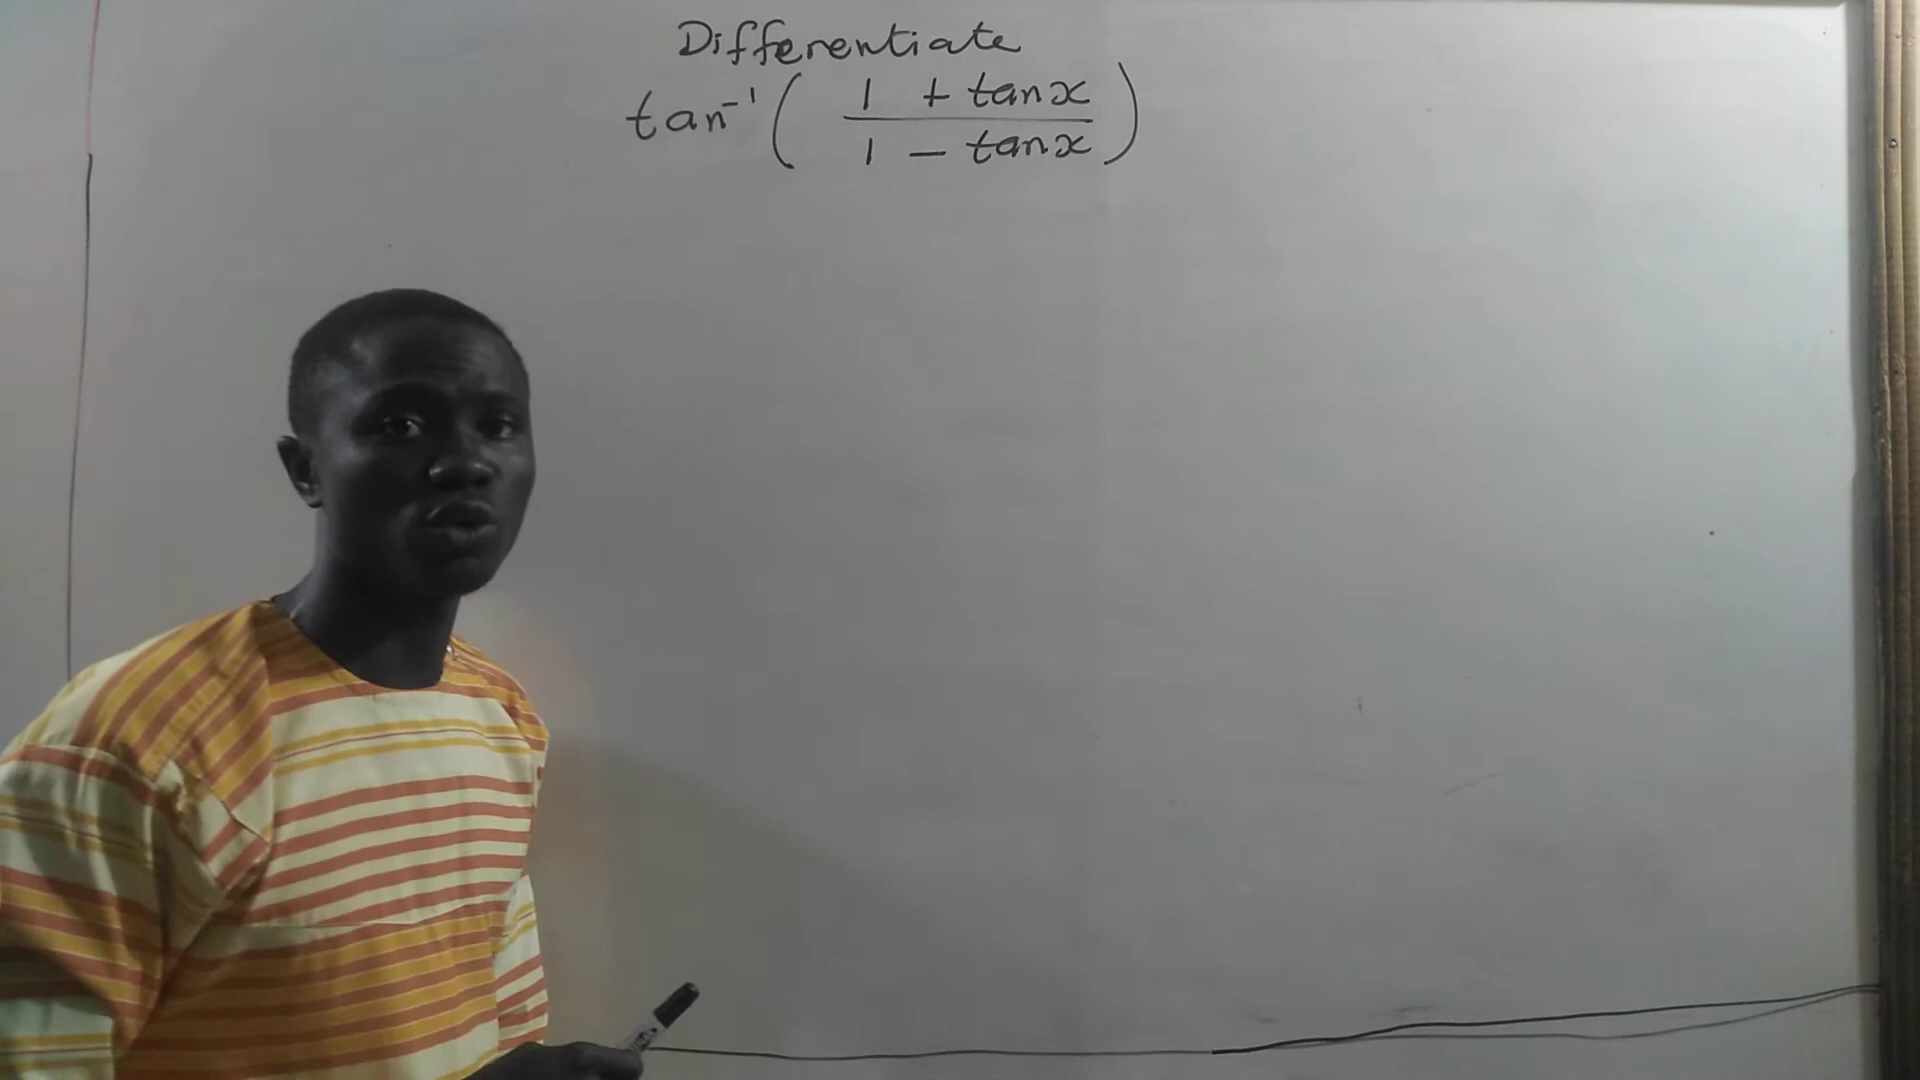 Differentiate
tan⁻¹ ( (1 + tanx) / (1 - tanx) )